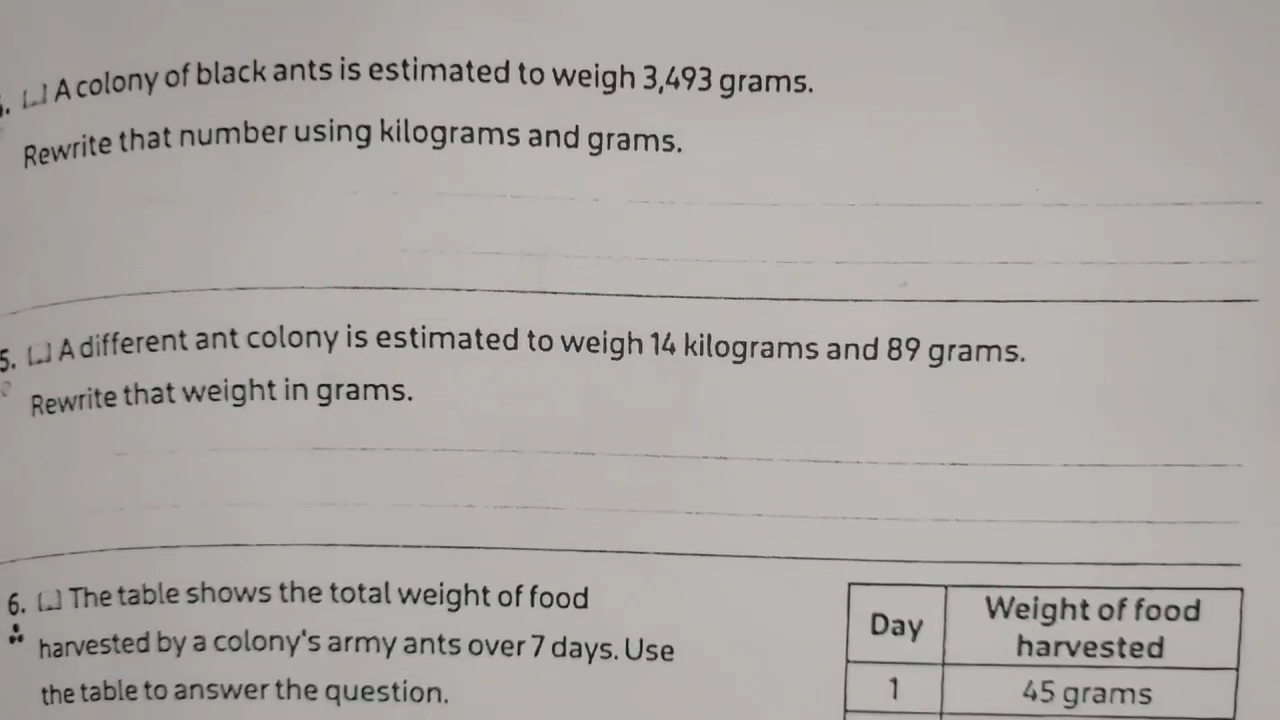 A colony of black ants is estimated to weigh 3,493 grams.
Rewrite that number using kilograms and grams.
5. A different ant colony is estimated to weigh 14 kilograms and 89 grams.
Rewrite that weight in grams.
6. The table shows the total weight of food
harvested by a colony's army ants over 7 days. Use
the table to answer the question.
Day Weight of food harvested
1 45 grams